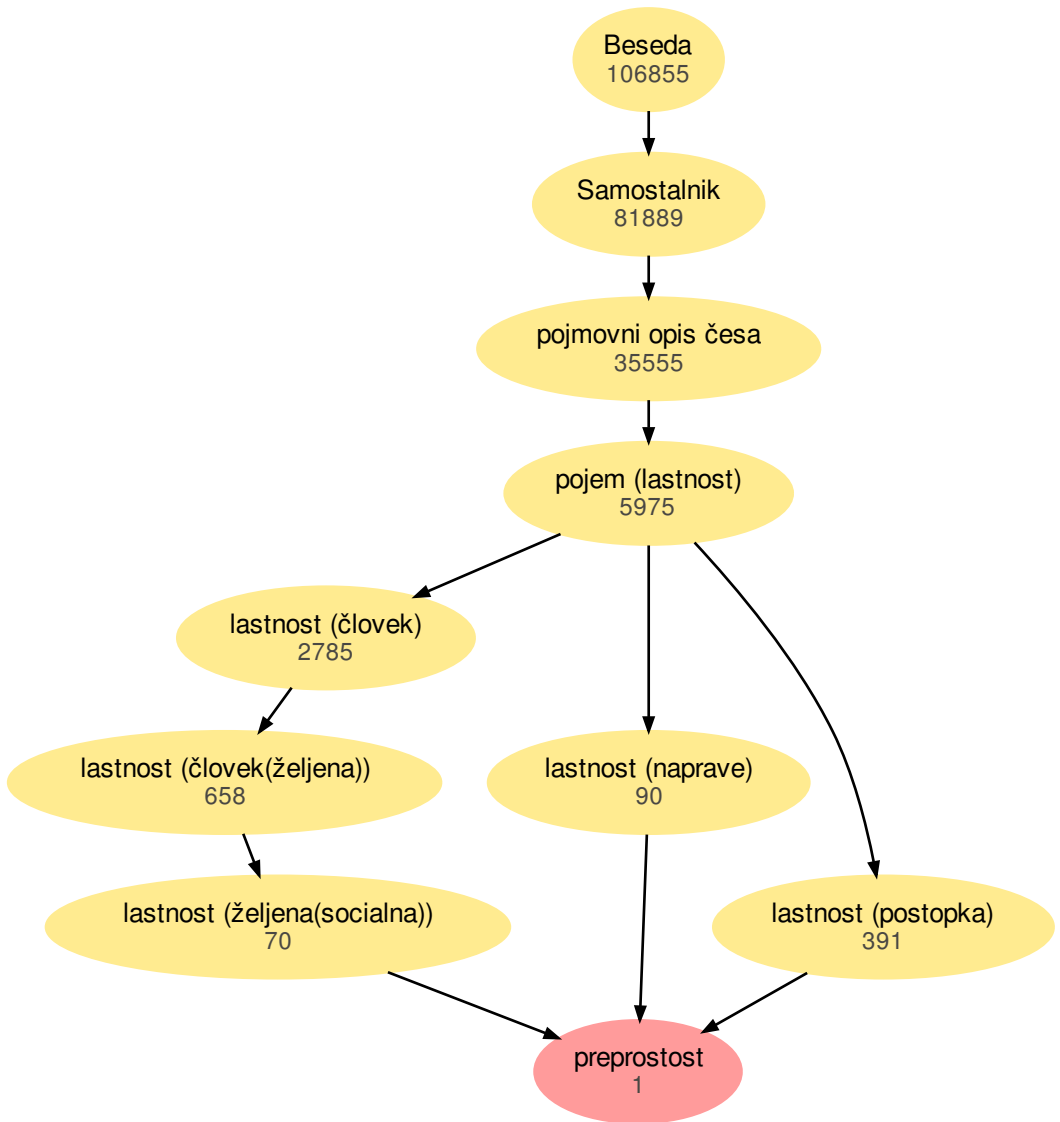 Beseda
106855
Samostalnik
81889
pojmovni opis česa
35555
pojem (lastnost)
5975
lastnost (človek)
2785
lastnost (človek(željena))
658
lastnost (naprave)
90
lastnost (željena(socialna))
70
lastnost (postopka)
391
preprostost
1